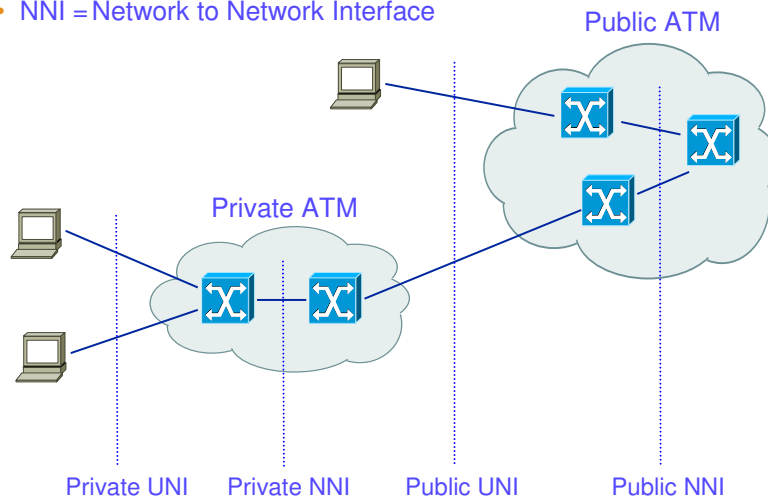 • NNI = Network to Network Interface
Public ATM
Private ATM
Private UNI Private NNI Public UNI Public NNI